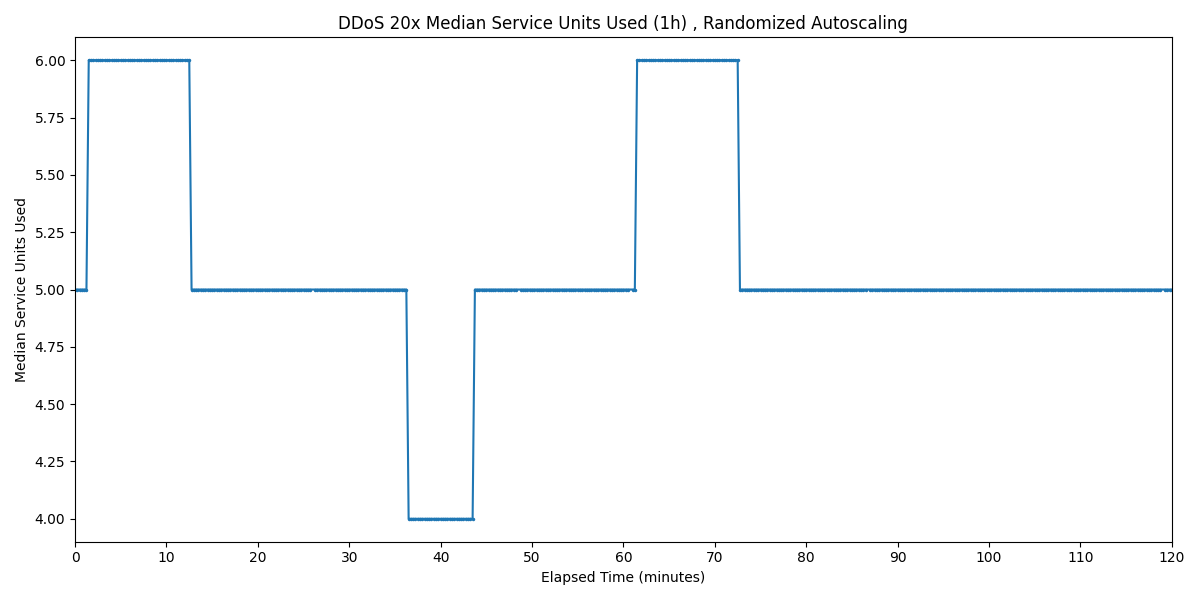 DDoS 20x Median Service Units Used (1h) , Randomized Autoscaling
6.00
5.75
5.50
5.25
5.00
4.75
4.50
4.25
4.00
Median Service Units Used
0 10 20 30 40 50 60 70 80 90 100 110 120
Elapsed Time (minutes)